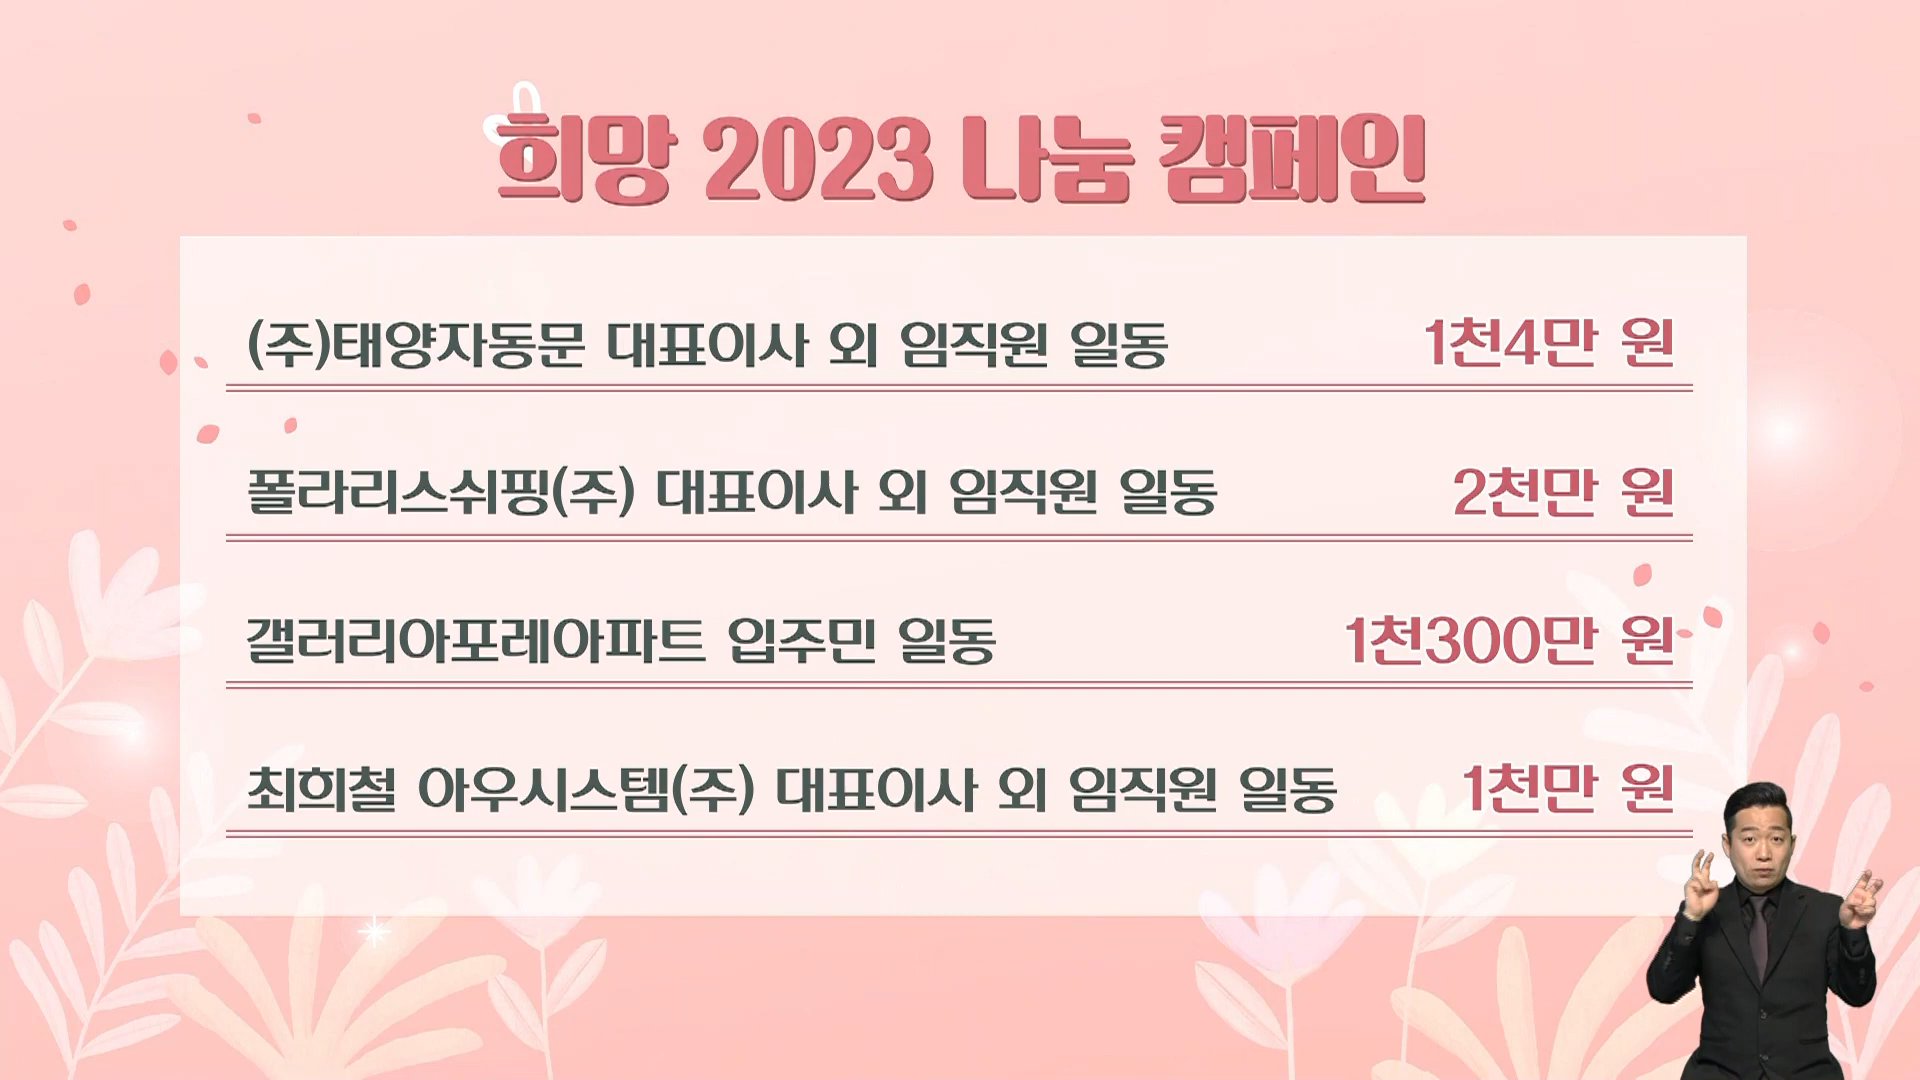 희망 2023 나눔 캠페인
(주)태양자동문 대표이사 외 임직원 일동 1천4만 원
폴라리스쉬핑(주) 대표이사 외 임직원 일동 2천만 원
갤러리아포레아파트 입주민 일동 1천300만 원
최희철 아우시스템(주) 대표이사 외 임직원 일동 1천만 원